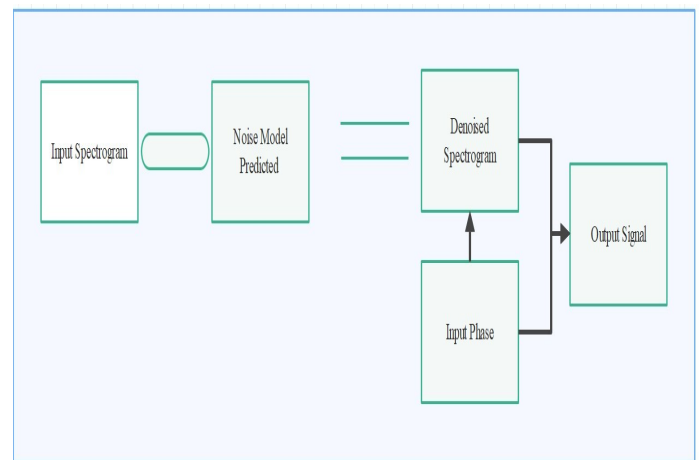 Input Spectrogram
Noise Model
Predicted
Denoised
Spectrogram
Output Signal
Input Phase